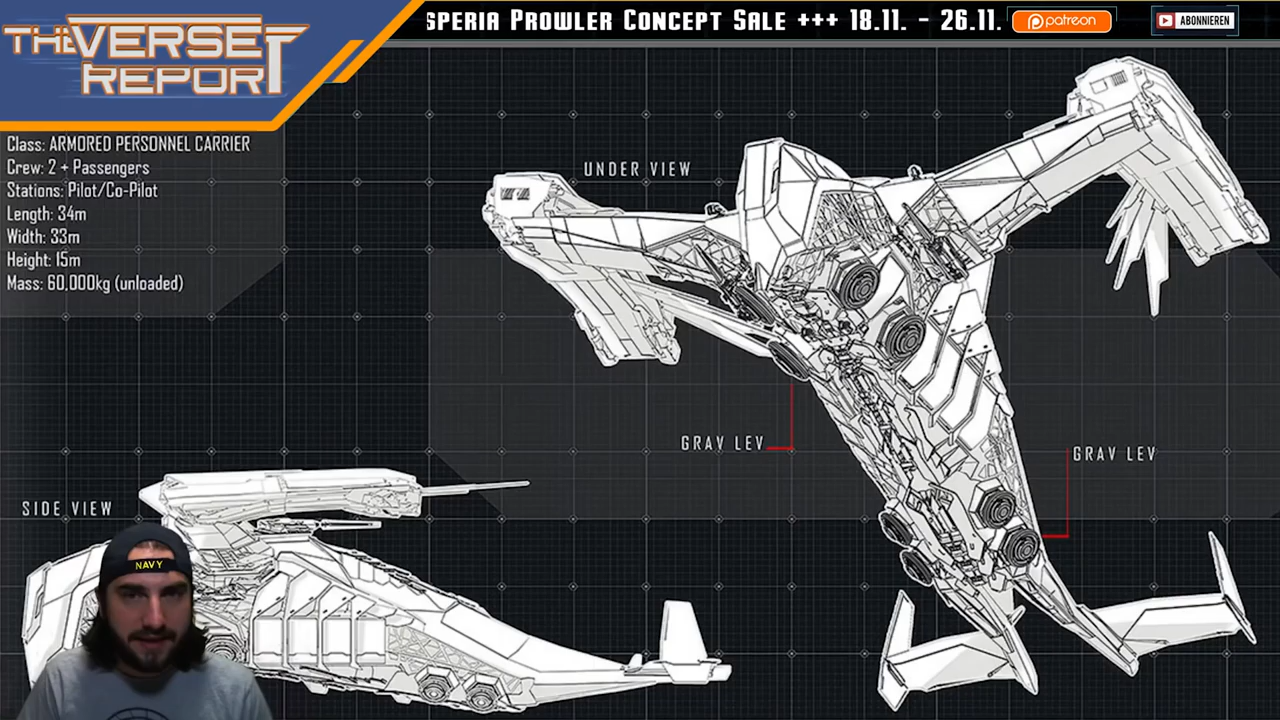 THE VERSE REPORT
SPERIA PROWLER CONCEPT SALE +++ 18.11. - 26.11.
patreon
ABONNIEREN
Class: ARMORED PERSONNEL CARRIER
Crew: 2 + Passengers
Stations: Pilot/Co-Pilot
Length: 34m
Width: 33m
Height: 15m
Mass: 60,000kg (unloaded)
UNDER VIEW
GRAV LEV
GRAV LEV
SIDE VIEW
NAVY